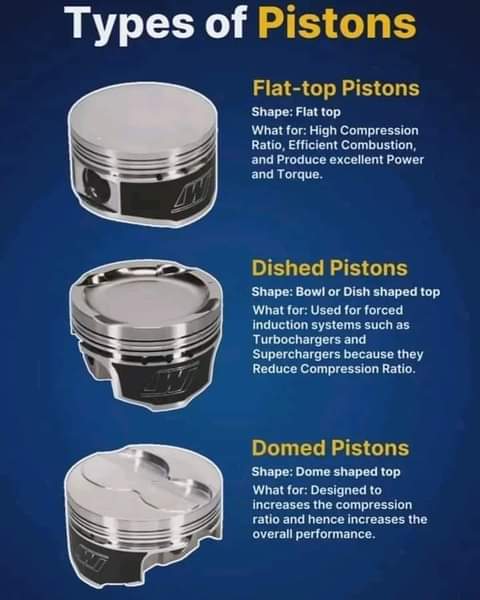 Types of Pistons
Flat-top Pistons
Shape: Flat top
What for: High Compression
Ratio, Efficient Combustion,
and Produce excellent Power
and Torque.
Dished Pistons
Shape: Bowl or Dish shaped top
What for: Used for forced
induction systems such as
Turbochargers and
Superchargers because they
Reduce Compression Ratio.
Domed Pistons
Shape: Dome shaped top
What for: Designed to
increases the compression
ratio and hence increases the
overall performance.